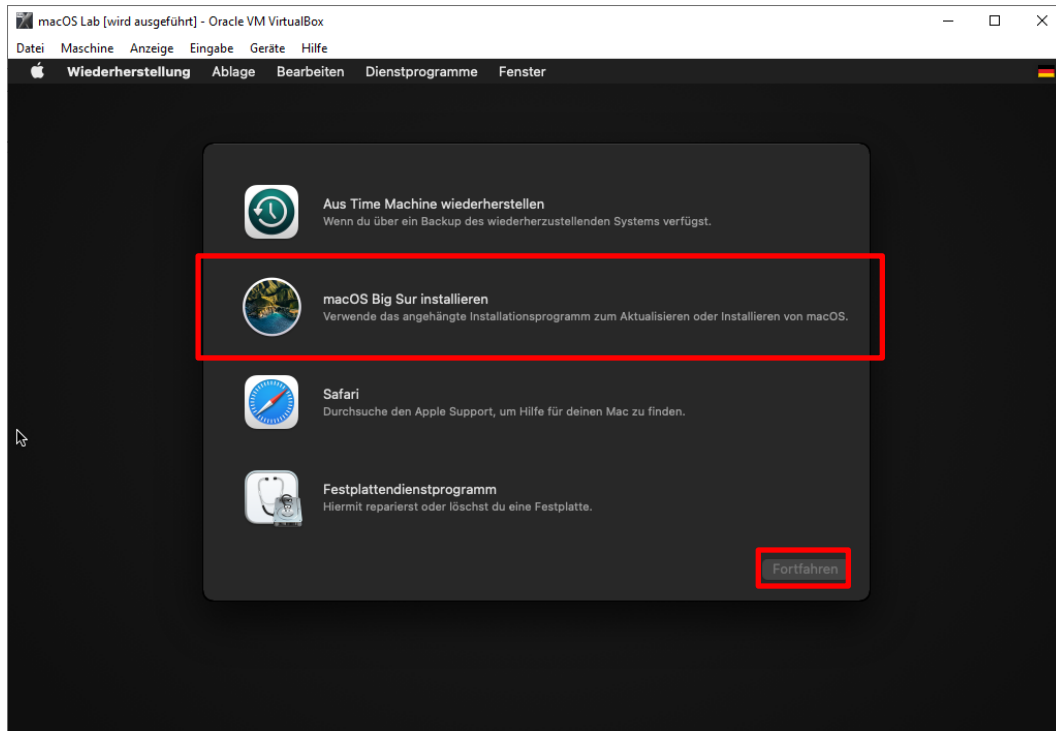 macOS Lab [wird ausgeführt] - Oracle VM VirtualBox
Datei Maschine Anzeige Eingabe Geräte Hilfe
Wiederherstellung Ablage Bearbeiten Dienstprogramme Fenster
Aus Time Machine wiederherstellen
Wenn du über ein Backup des wiederherzustellenden Systems verfügst.
macOS Big Sur installieren
Verwende das angehängte Installationsprogramm zum Aktualisieren oder Installieren von macOS.
Safari
Durchsuche den Apple Support, um Hilfe für deinen Mac zu finden.
Festplattendienstprogramm
Hiermit reparierst oder löschst du eine Festplatte.
Fortfahren